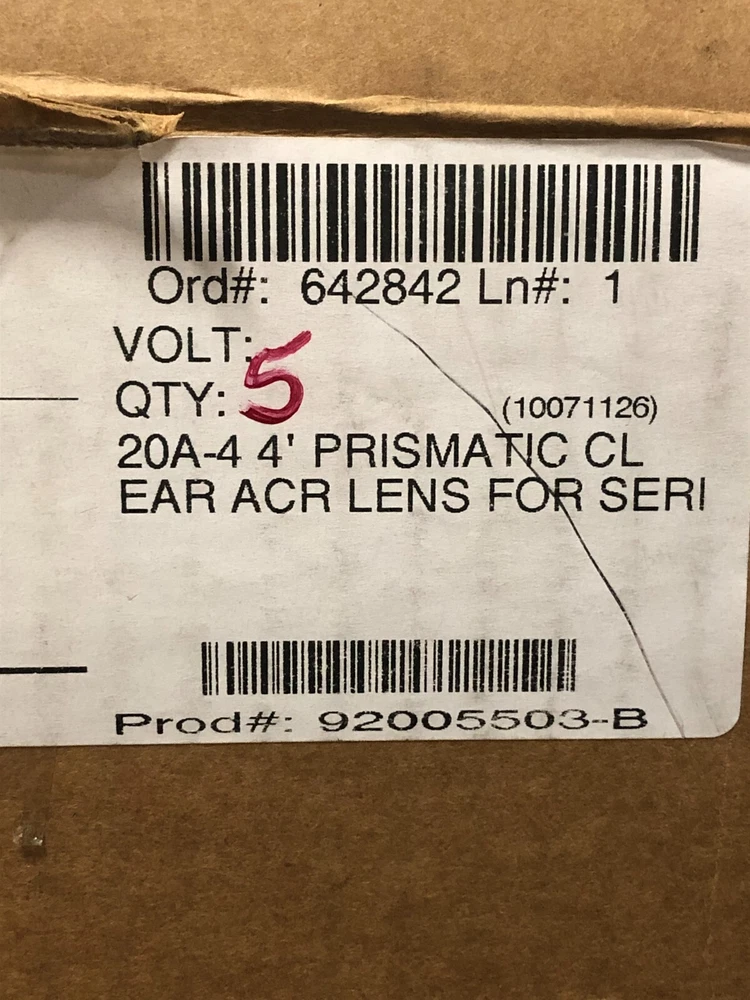 Ord#: 642842 Ln#: 1
VOLT:
QTY: 5
(10071126)
20A-4 4' PRISMATIC CL
EAR ACR LENS FOR SERI
Prod#: 92005503-B